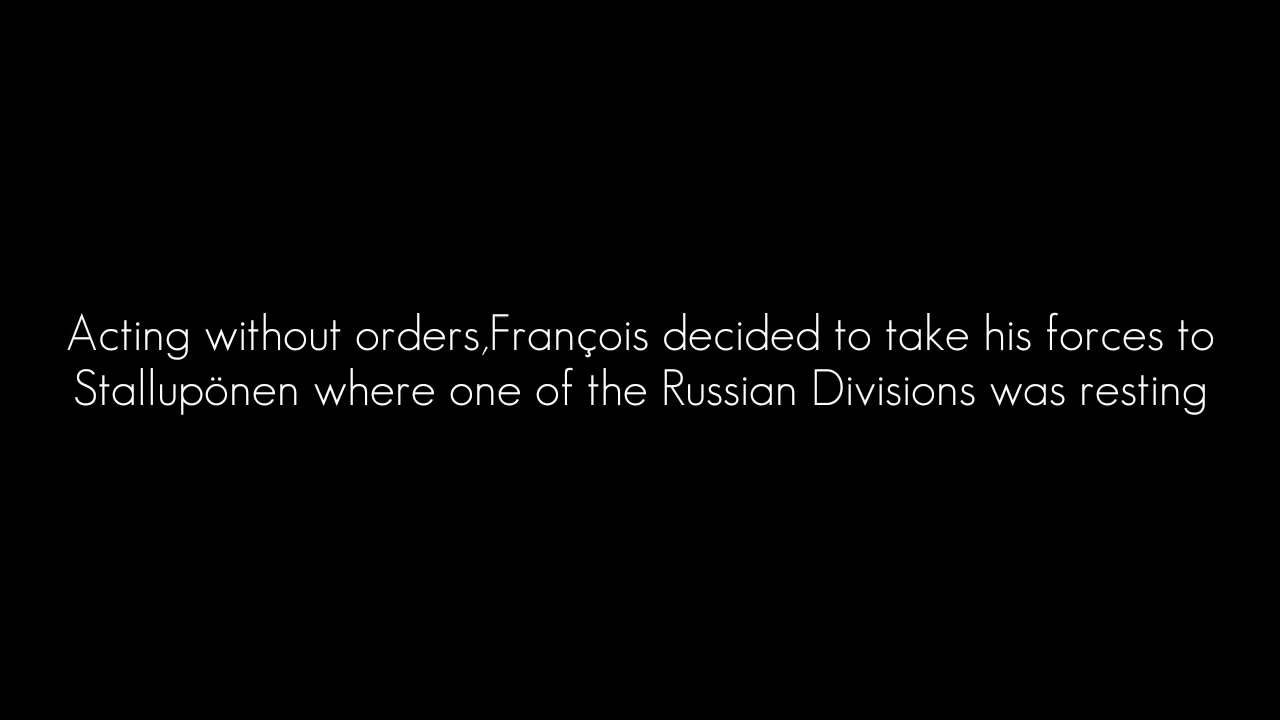 Acting without orders,François decided to take his forces to
Stallupönen where one of the Russian Divisions was resting